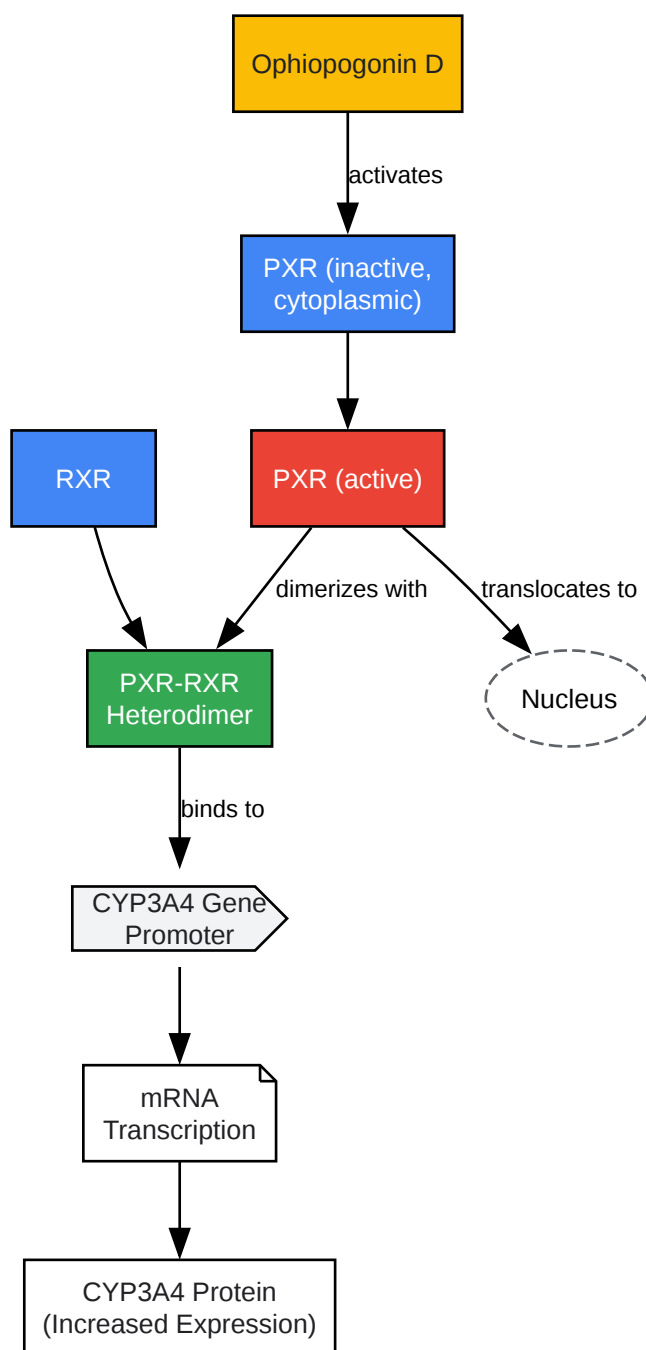 Ophiopogonin D
activates
PXR (inactive,
cytoplasmic)
RXR
PXR (active)
dimerizes with
translocates to
PXR-RXR
Heterodimer
Nucleus
binds to
CYP3A4 Gene
Promoter
mRNA
Transcription
CYP3A4 Protein
(Increased Expression)